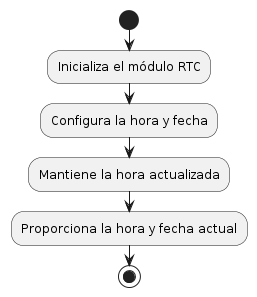 Inicializa el módulo RTC
Configura la hora y fecha
Mantiene la hora actualizada
Proporciona la hora y fecha actual